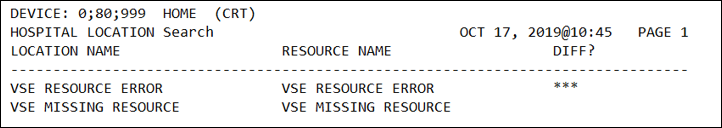 DEVICE: 0;80;999  HOME  (CRT)
HOSPITAL LOCATION Search                             OCT 17, 2019@10:45   PAGE 1
LOCATION NAME                   RESOURCE NAME                   DIFF?
--------------------------------------------------------------------------------
VSE RESOURCE ERROR              VSE RESOURCE ERROR              ***
VSE MISSING RESOURCE            VSE MISSING RESOURCE